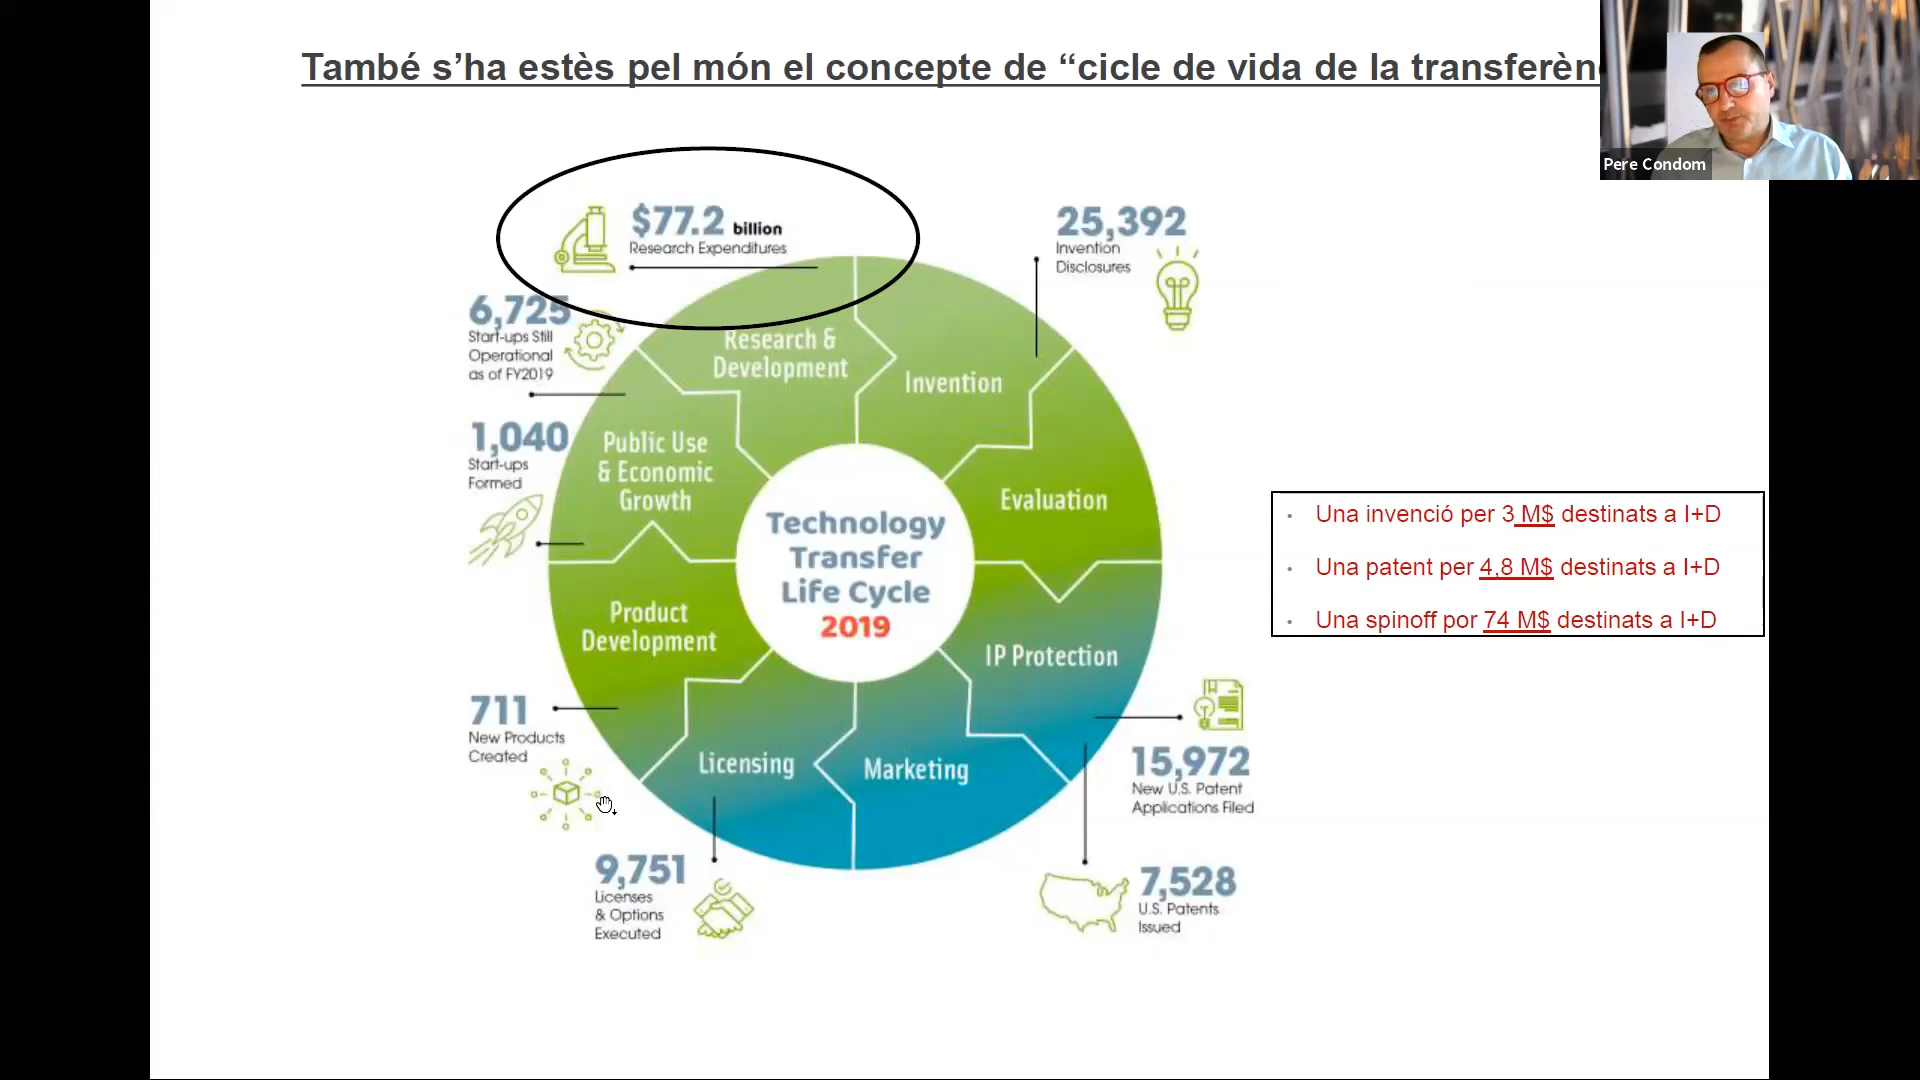 També s’ha estès pel món el concepte de “cicle de vida de la
Pere Condom
$77.2 billion
Research Expenditures
25,392
Invention
Disclosures
6,725
Start-ups Still
Operational
as of FY2019
1,040
Start-ups
Formed
Research &
Development
Invention
Public Use
& Economic
Growth
Evaluation
Technology
Transfer
Life Cycle
2019
Product
Development
IP Protection
Licensing
Marketing
• Una invenció per 3 M$ destinats a I+D
• Una patent per 4,8 M$ destinats a I+D
• Una spinoff por 74 M$ destinats a I+D
711
New Products
Created
15,972
New U.S. Patent
Applications Filed
9,751
Licenses
& Options
Executed
7,528
U.S. Patents
Issued